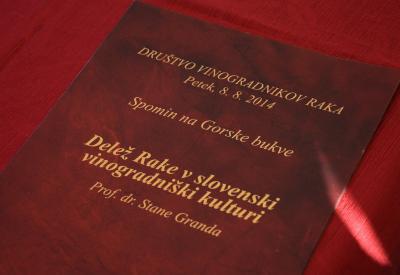 DRUŠTVO VINOGRADNIKOV RAKA
Petek, 8. 8. 2014
Spomin na Gorske bukve
Delež Rake v slovenski
vinogradniški kulturi
Prof. dr. Stane Granda